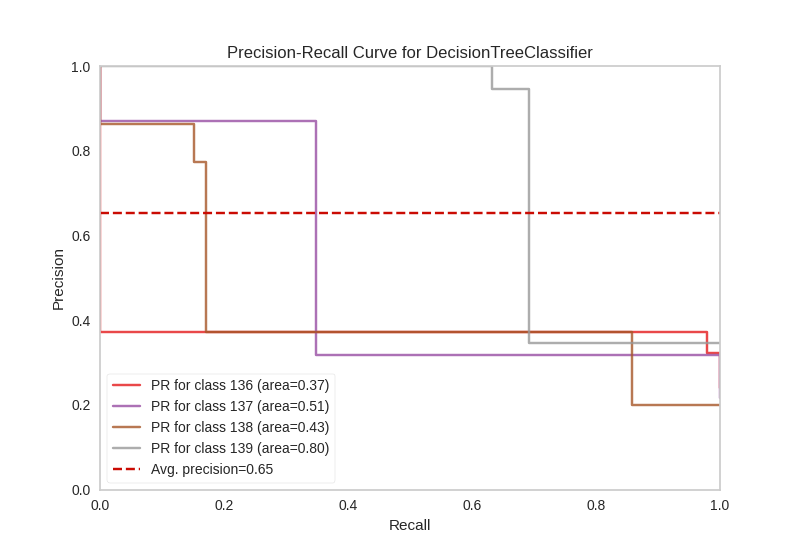 Precision-Recall Curve for DecisionTreeClassifier
1.0
0.8
0.6
0.4
0.2
0.0
Precision
PR for class 136 (area=0.37)
PR for class 137 (area=0.51)
PR for class 138 (area=0.43)
PR for class 139 (area=0.80)
Avg. precision=0.65
0.0 0.2 0.4 0.6 0.8 1.0
Recall